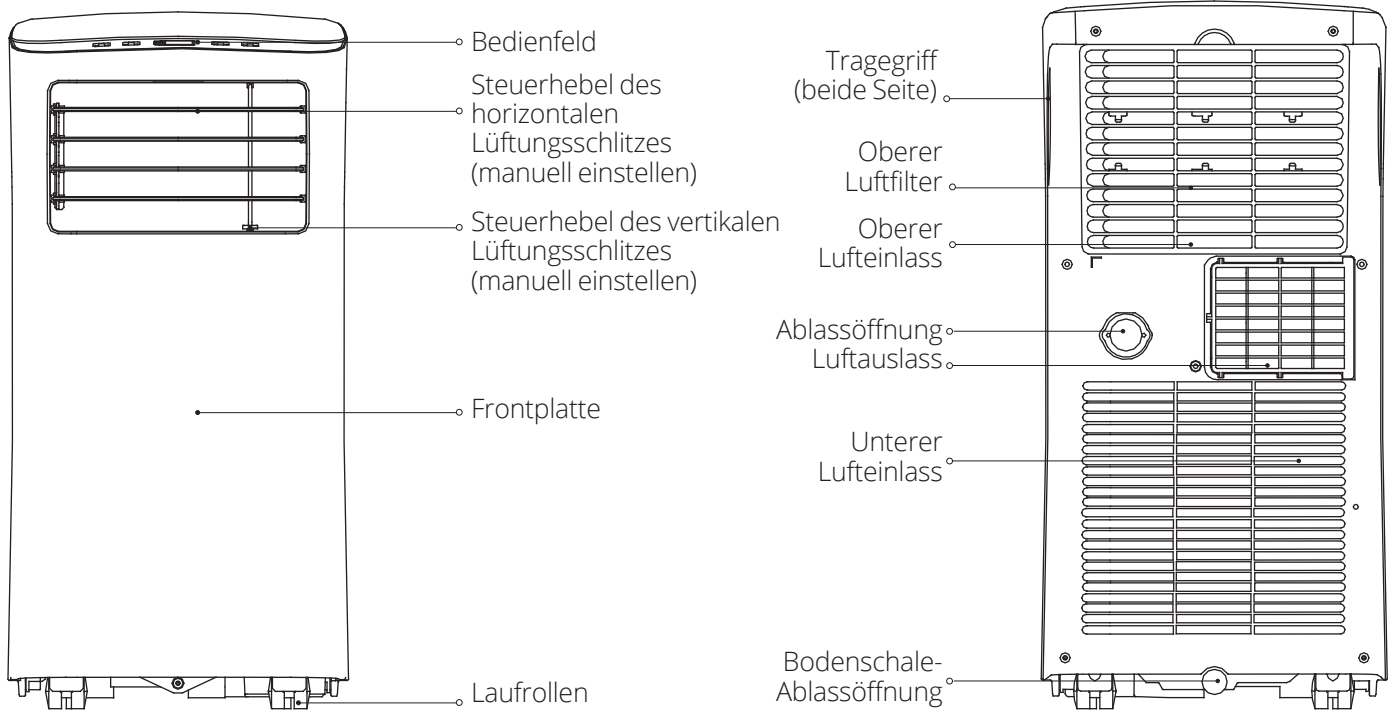 Bedienfeld
Steuerhebel des
horizontalen
Lüftungsschlitzes
(manuell einstellen)
Steuerhebel des vertikalen
Lüftungsschlitzes
(manuell einstellen)
Frontplatte
Laufrollen
Tragegriff
(beide Seite)
Oberer
Luftfilter
Oberer
Lufteinlass
Ablassöffnung
Luftauslass
Unterer
Lufteinlass
Bodenschale-
Ablassöffnung